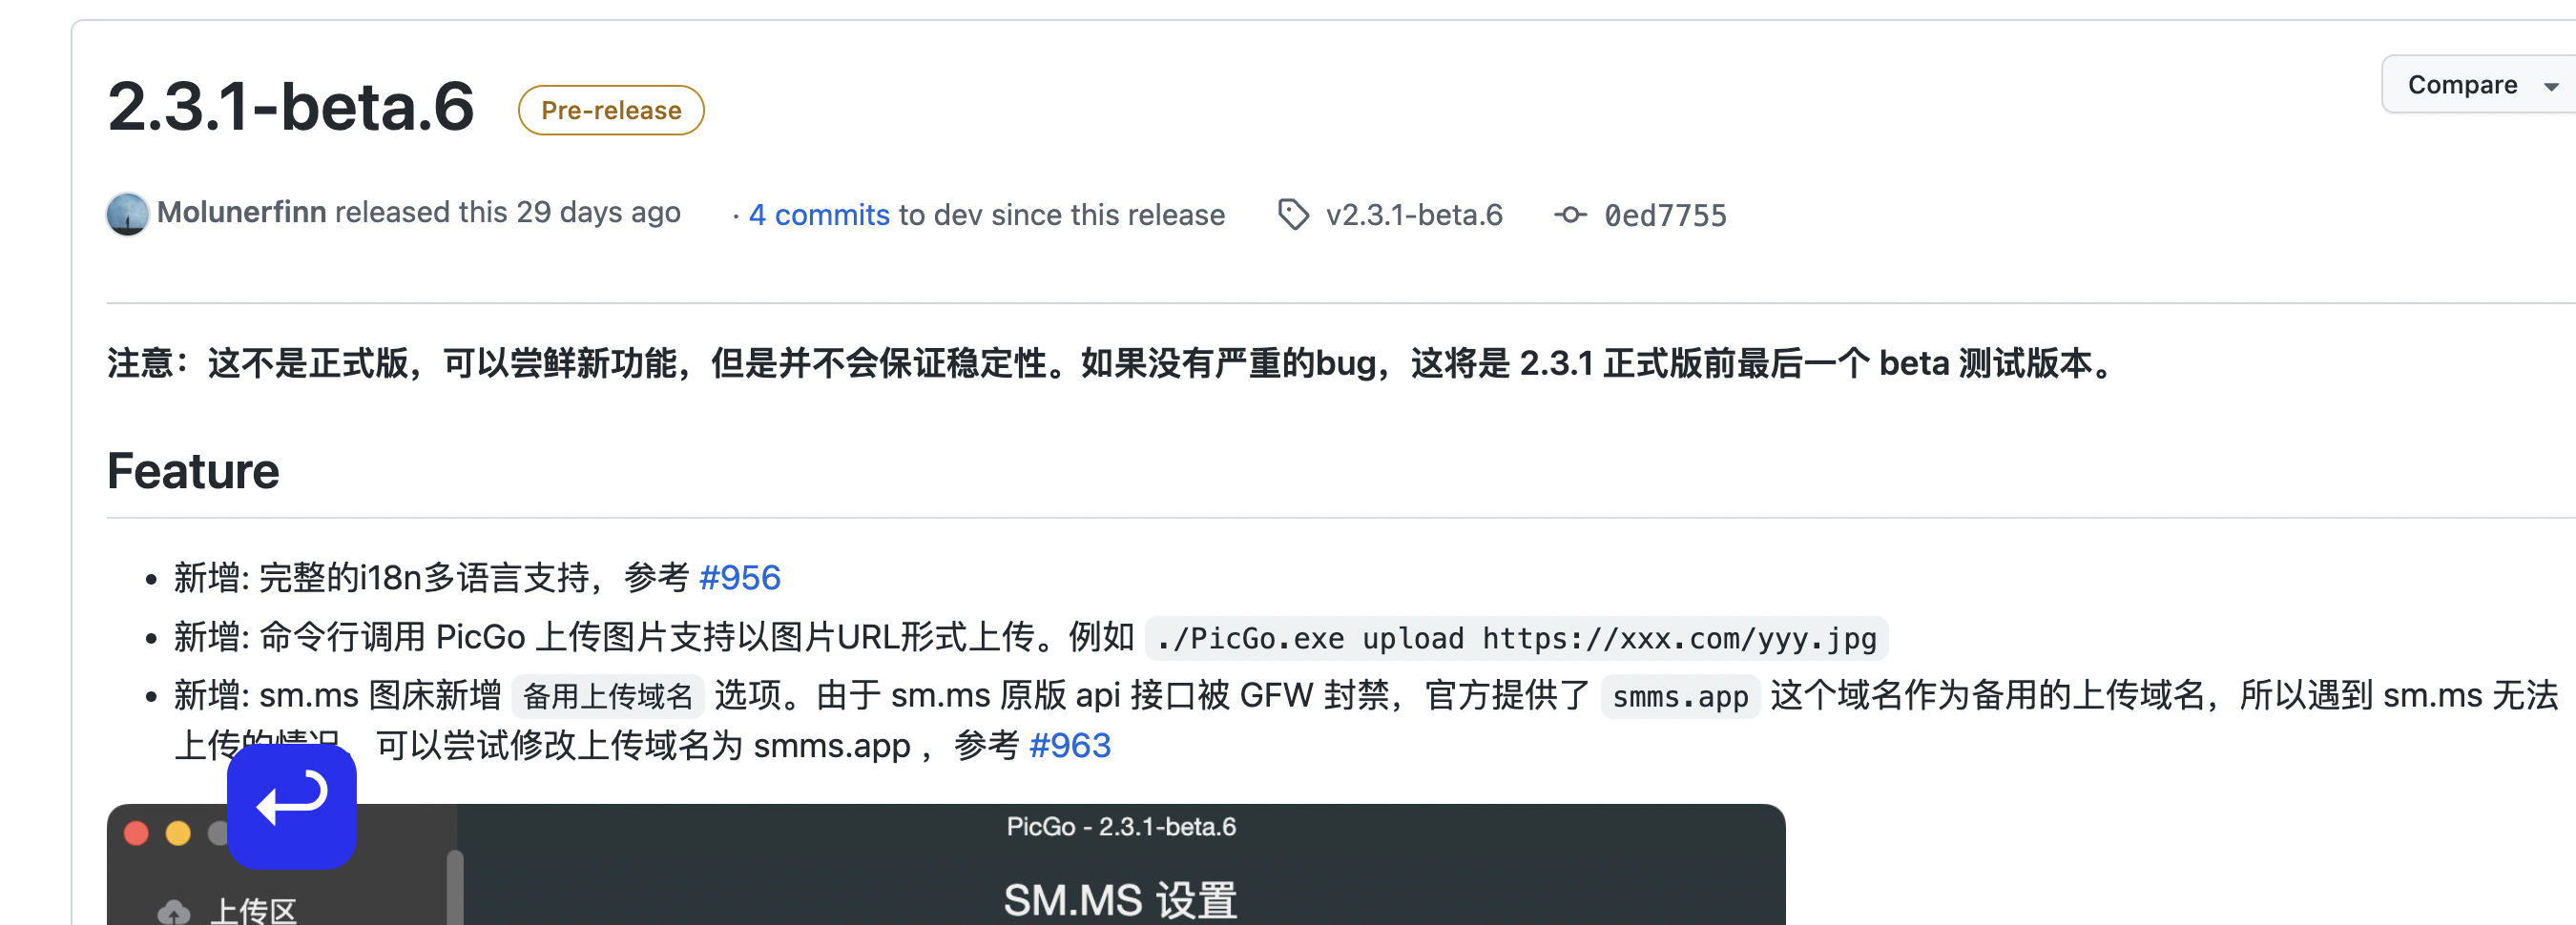 2.3.1-beta.6 Pre-release Compare
Molunerfinn released this 29 days ago · 4 commits to dev since this release v2.3.1-beta.6 0ed7755
注意：这不是正式版，可以尝鲜新功能，但是并不会保证稳定性。如果没有严重的bug，这将是 2.3.1 正式版前最后一个 beta 测试版本。
Feature
• 新增: 完整的i18n多语言支持，参考 #956
• 新增: 命令行调用 PicGo 上传图片支持以图片URL形式上传。例如 ./PicGo.exe upload https://xxx.com/yyy.jpg
• 新增: sm.ms 图床新增 备用上传域名 选项。由于 sm.ms 原版 api 接口被 GFW 封禁，官方提供了 smms.app 这个域名作为备用的上传域名，所以遇到 sm.ms 无法
上传的情况，可以尝试修改上传域名为 smms.app ，参考 #963
PicGo - 2.3.1-beta.6
SM.MS 设置
上传区